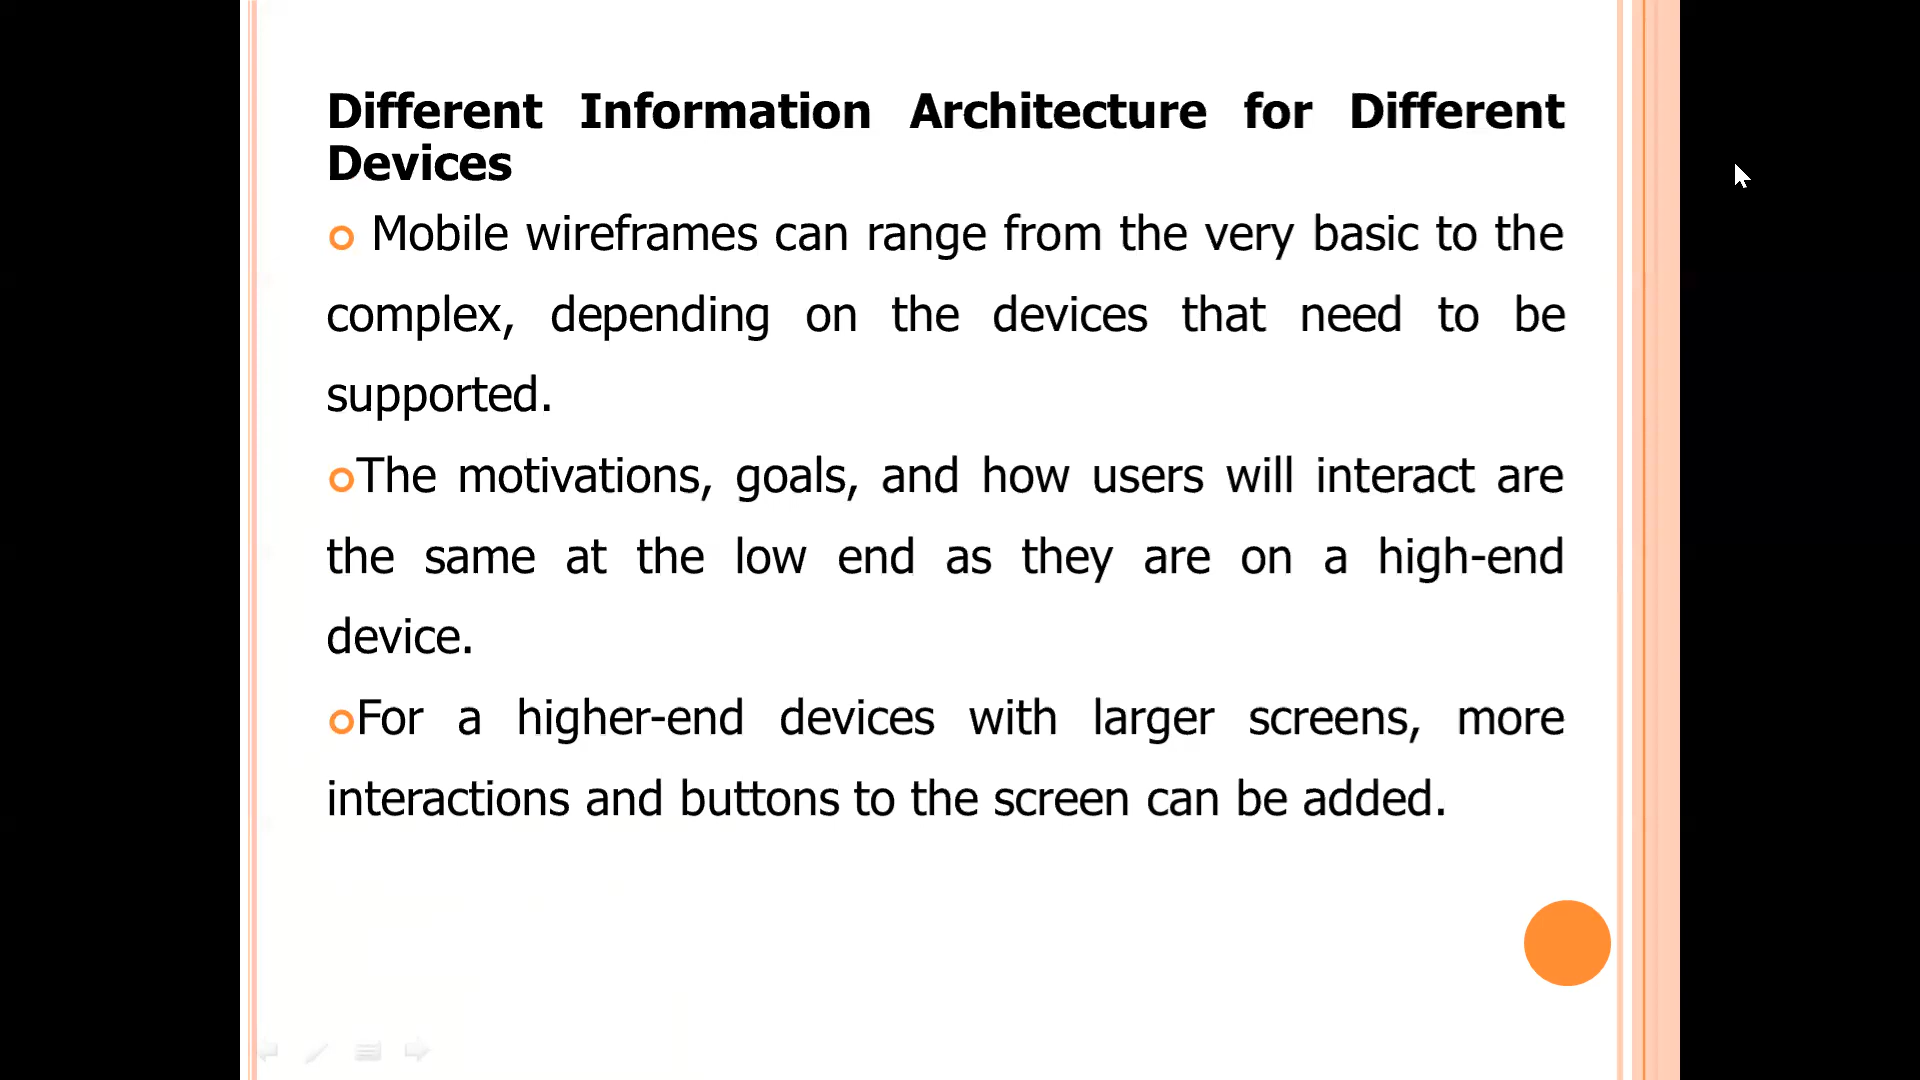 Different Information Architecture for Different
Devices
Mobile wireframes can range from the very basic to the
complex, depending on the devices that need to be
supported.
The motivations, goals, and how users will interact are
the same at the low end as they are on a high-end
device.
For a higher-end devices with larger screens, more
interactions and buttons to the screen can be added.